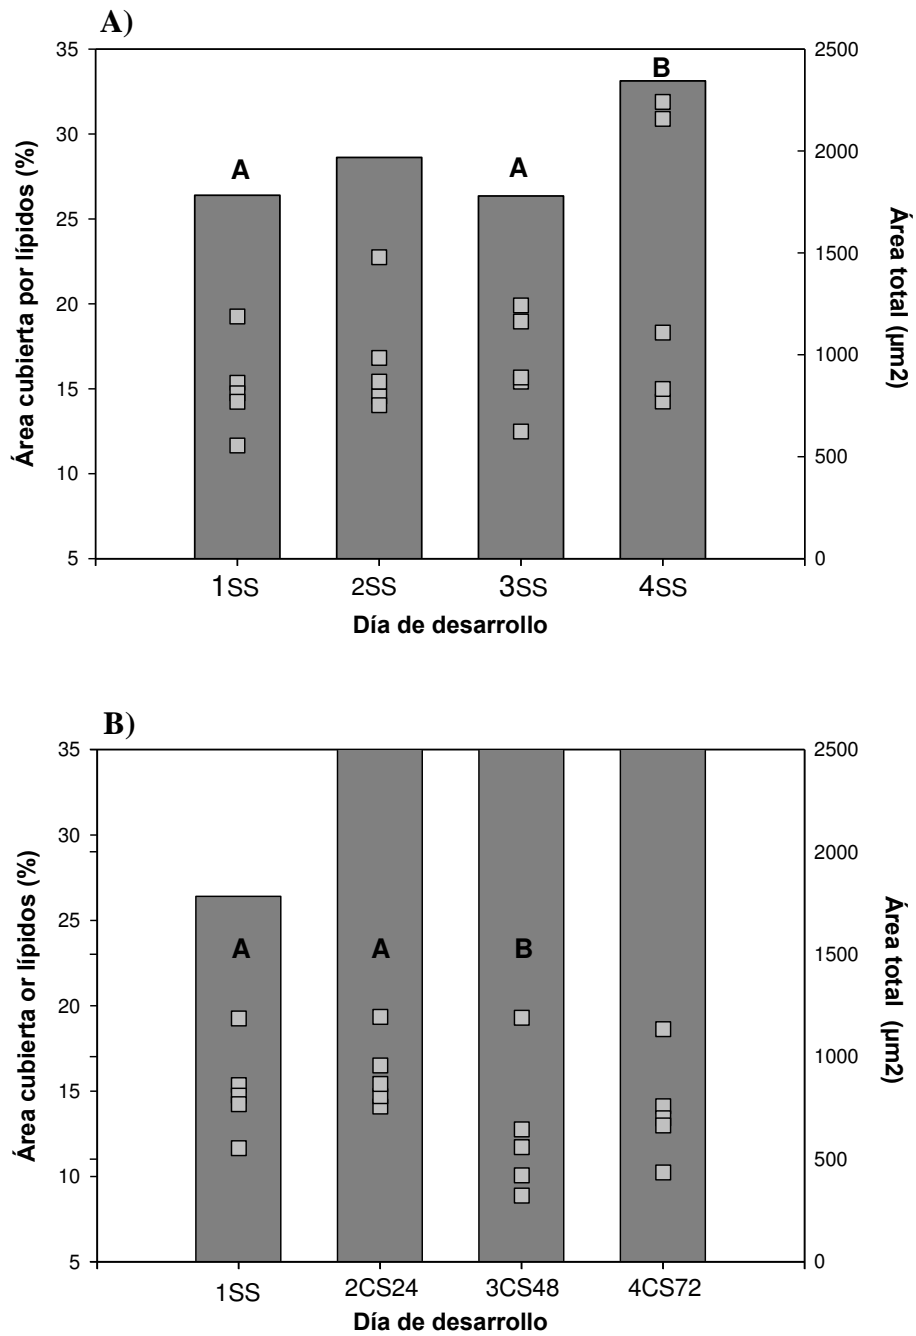 A)
35
30
25
20
15
10
5
2500
2000
1500
1000
500
0
Área cubierta por lípidos (%)
Área total (µm2)
A
A
B
1SS 2SS 3SS 4SS
Día de desarrollo
B)
35
30
25
20
15
10
5
2500
2000
1500
1000
500
0
Área cubierta or lípidos (%)
Área total (µm2)
A A B
1SS 2CS24 3CS48 4CS72
Día de desarrollo